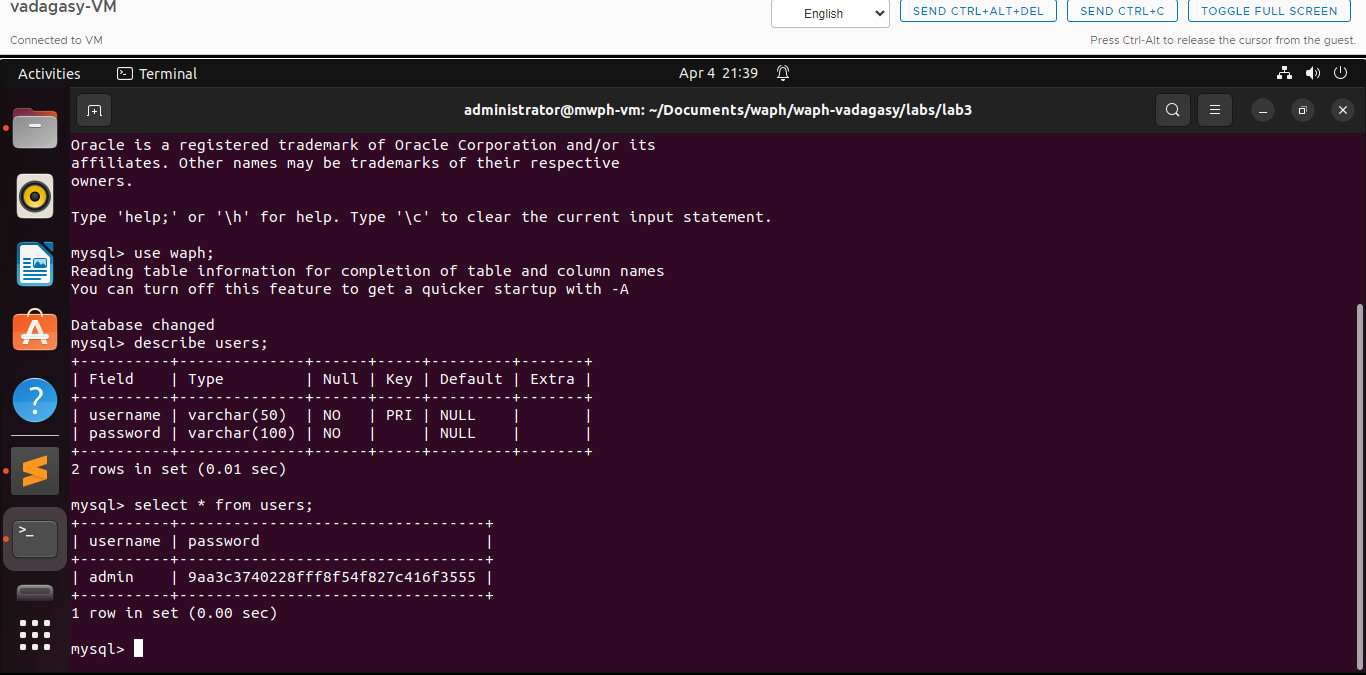 vadagasy-VM
English
SEND CTRL+ALT+DEL
SEND CTRL+C
TOGGLE FULL SCREEN
Connected to VM
Press Ctrl-Alt to release the cursor from the guest.
Activities
Terminal
Apr 4 21:39
administrator@mwph-vm: ~/Documents/waph/waph-vadagasy/labs/lab3
Oracle is a registered trademark of Oracle Corporation and/or its
affiliates. Other names may be trademarks of their respective
owners.
Type 'help;' or '\h' for help. Type '\c' to clear the current input statement.
mysql> use waph;
Reading table information for completion of table and column names
You can turn off this feature to get a quicker startup with -A
Database changed
mysql> describe users;
+----------+--------------+------+-----+---------+-------+
| Field    | Type         | Null | Key | Default | Extra |
+----------+--------------+------+-----+---------+-------+
| username | varchar(50)  | NO   | PRI | NULL    |       |
| password | varchar(100) | NO   |     | NULL    |       |
+----------+--------------+------+-----+---------+-------+
2 rows in set (0.01 sec)
mysql> select * from users;
+----------+----------------------------------+
| username | password                         |
+----------+----------------------------------+
| admin    | 9aa3c3740228fff8f54f827c416f3555 |
+----------+----------------------------------+
1 row in set (0.00 sec)
mysql>